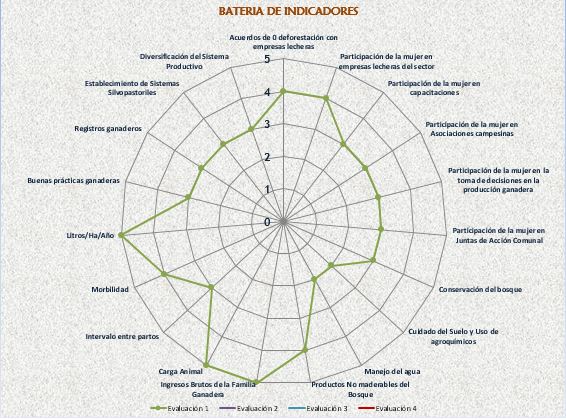 BATERIA DE INDICADORES
Acuerdos de 0 deforestación con
empresas lecheras
Participación de la mujer en
empresas lecheras del sector
Participación de la mujer en
capacitaciones
Participación de la mujer en
Asociaciones campesinas
Participación de la mujer en la
toma de decisiones en la
producción ganadera
Participación de la mujer en
Juntas de Acción Comunal
Conservación del bosque
Cuidado del Suelo y Uso de
agroquímicos
Manejo del agua
Productos No maderables del
Bosque
Ingresos Brutos de la Familia
Ganadera
Carga Animal
Intervalo entre partos
Morbilidad
Litros/Ha/Año
Buenas prácticas ganaderas
Registros ganaderos
Establecimiento de Sistemas
Silvopastoriles
Diversificación del Sistema
Productivo
5
4
3
2
1
0
Evaluación 1
Evaluación 2
Evaluación 3
Evaluación 4